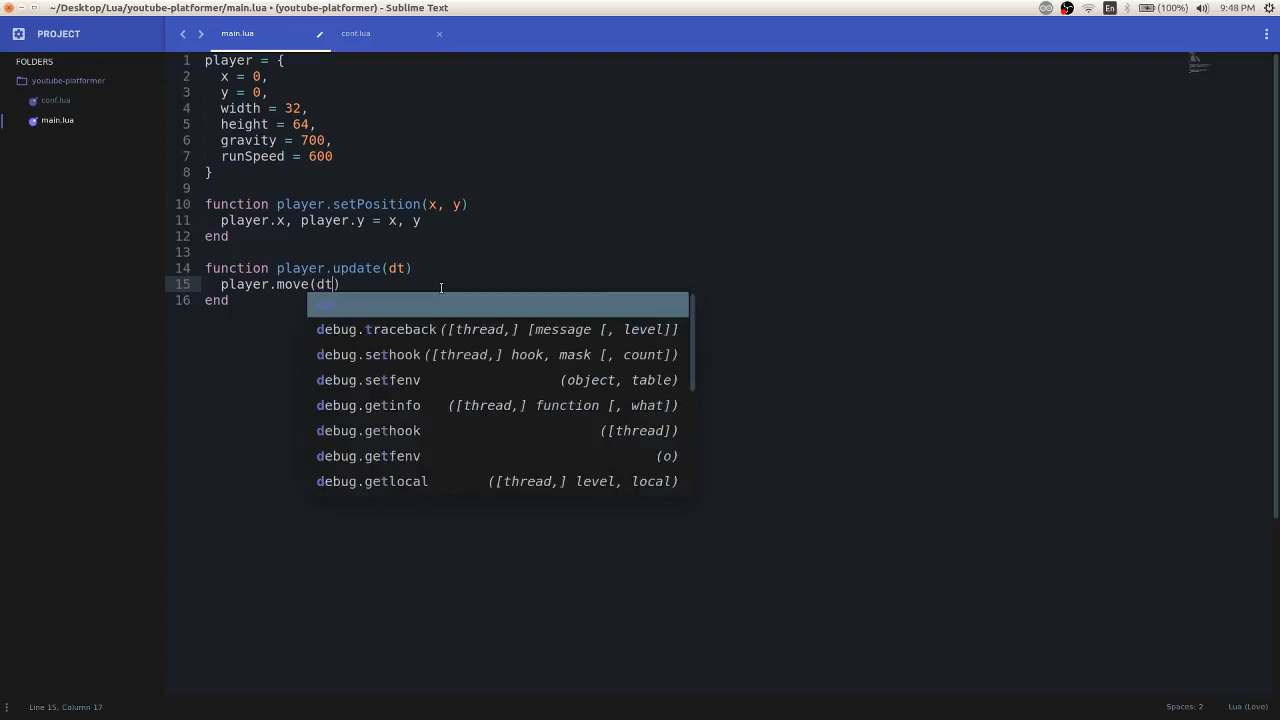 ~/Desktop/Lua/youtube-platformer/main.lua • (youtube-platformer) - Sublime Text
En
(100%)
9:48 PM
PROJECT
main.lua
conf.lua
FOLDERS
youtube-platformer
conf.lua
main.lua
1 player = {
2 x = 0,
3 y = 0,
4 width = 32,
5 height = 64,
6 gravity = 700,
7 runSpeed = 600
8 }
9
10 function player.setPosition(x, y)
11 player.x, player.y = x, y
12 end
13
14 function player.update(dt)
15 player.move(dt)
16 end
debug.traceback([thread,] [message [, level]]
debug.sethook([thread,] hook, mask [, count])
debug.setfenv (object, table)
debug.getinfo ([thread,] function [, what])
debug.gethook ([thread])
debug.getfenv (o)
debug.getlocal ([thread,] level, local)
Line 15, Column 17
Spaces: 2
Lua (Love)